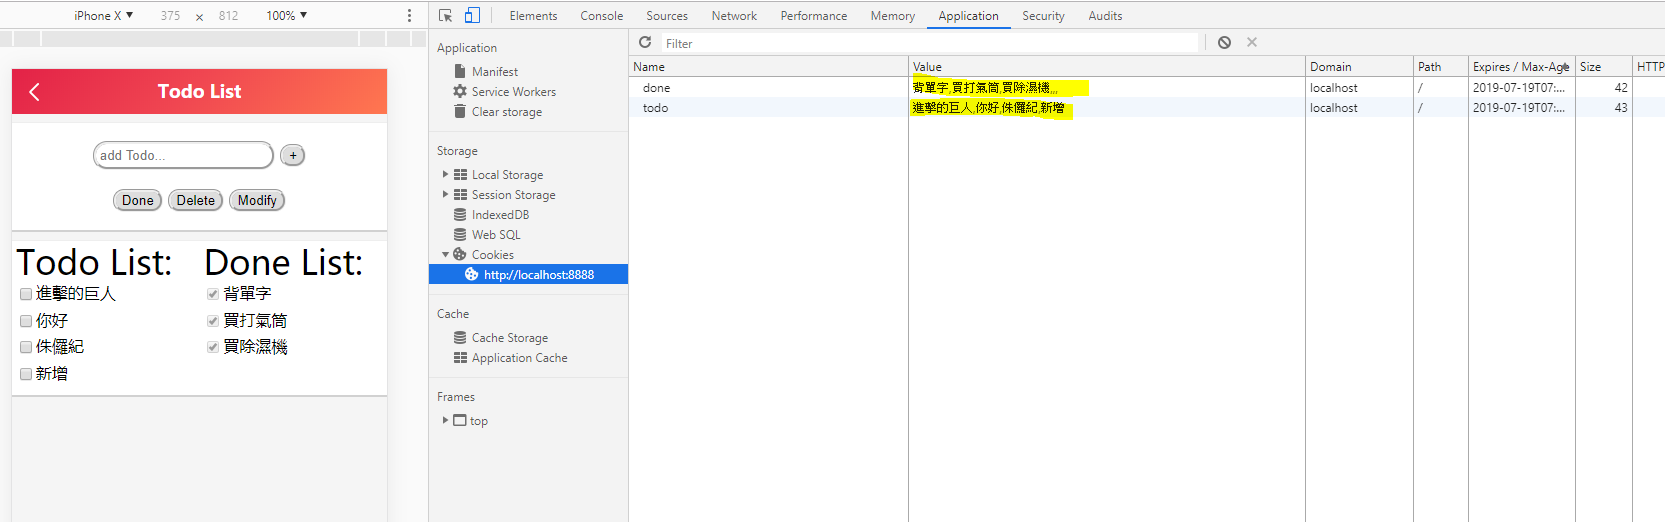 iPhone X ▼ 375 × 812 100% ▼
Elements Console Sources Network Performance Memory Application Security Audits
Todo List
add Todo... +
Done Delete Modify
Todo List:
進擊的巨人
你好
侏儸紀
新增
Done List:
背單字
買打氣筒
買除濕機
Application
Manifest
Service Workers
Clear storage
Storage
Local Storage
Session Storage
IndexedDB
Web SQL
Cookies
http://localhost:8888
Cache
Cache Storage
Application Cache
Frames
top
Filter
Name Value Domain Path Expires / Max-Age Size HTTP
done 背單字,買打氣筒,買除濕機,,, localhost / 2019-07-19T07:... 42
todo 進擊的巨人,你好,侏儸紀,新增 localhost / 2019-07-19T07:... 43